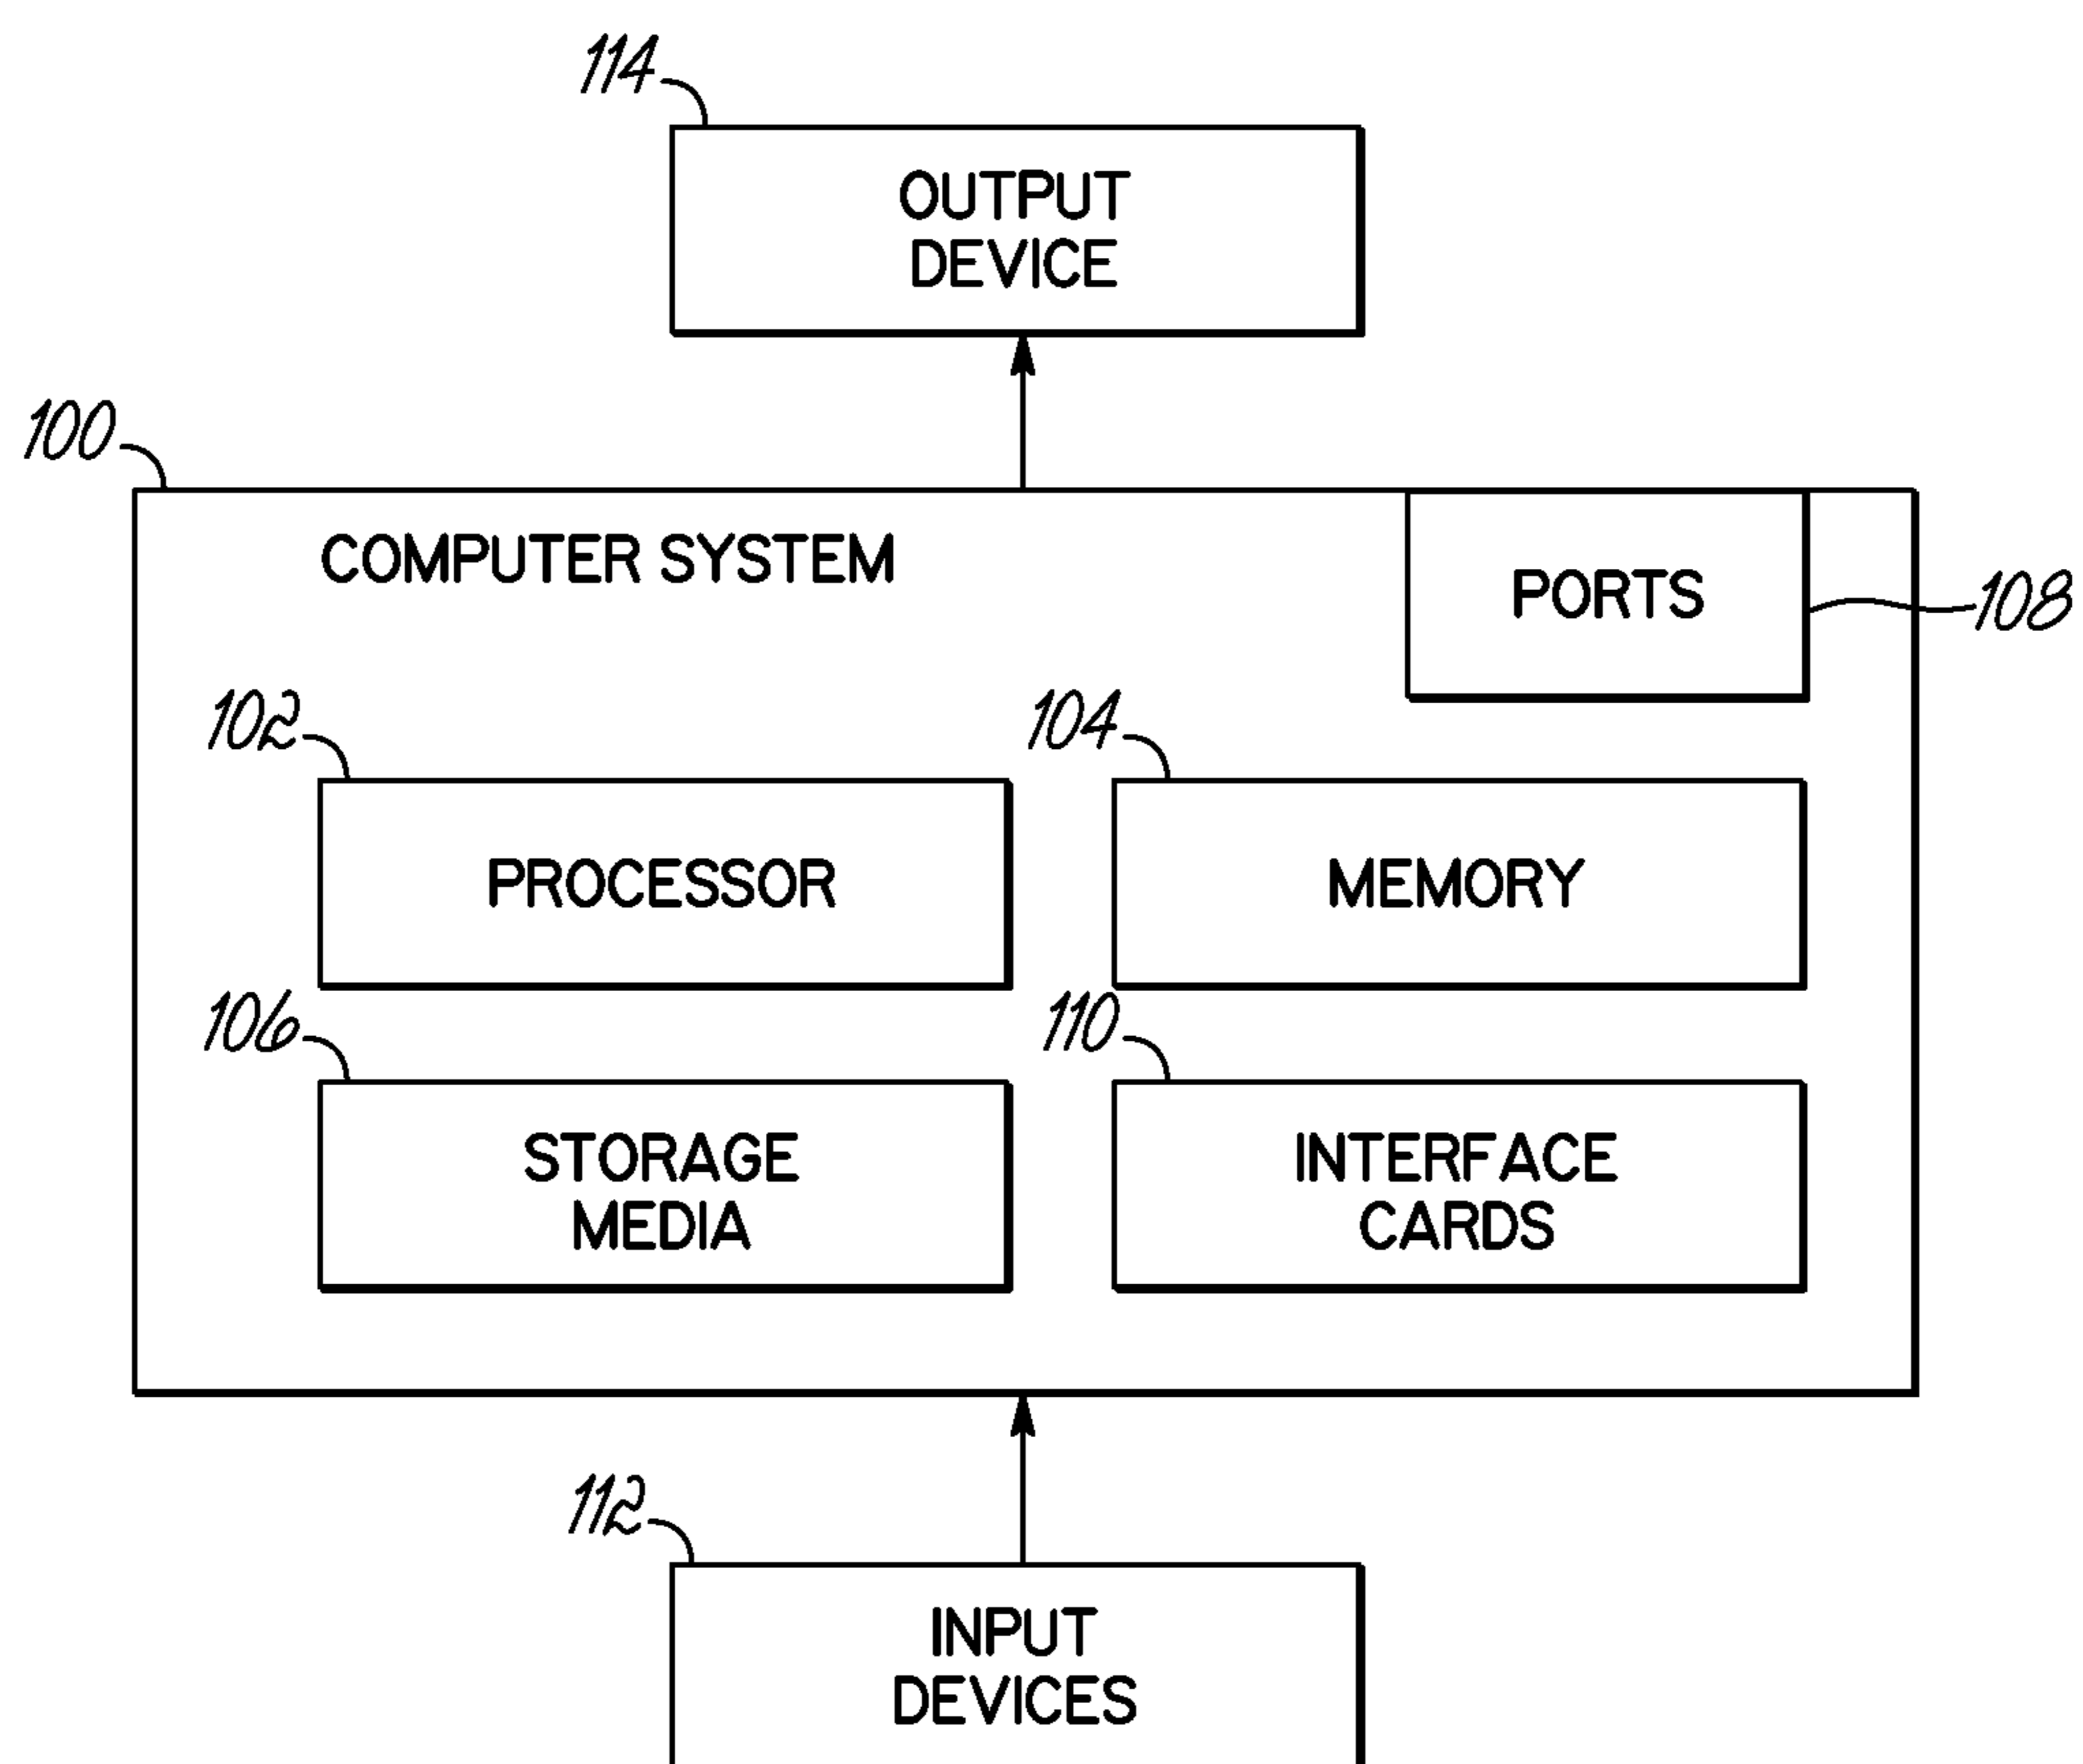 114
OUTPUT
DEVICE
100
COMPUTER SYSTEM
PORTS
108
102
104
PROCESSOR
MEMORY
106
110
STORAGE
MEDIA
INTERFACE
CARDS
112
INPUT
DEVICES